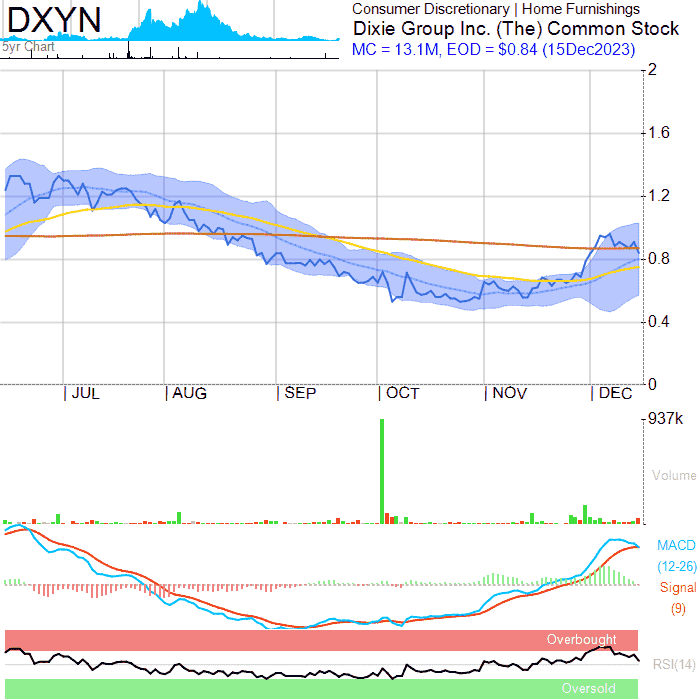 DXYN
5yr Chart
Consumer Discretionary | Home Furnishings
Dixie Group Inc. (The) Common Stock
MC = 13.1M, EOD = $0.84 (15Dec2023)
2
1.6
1.2
0.8
0.4
0
JUL AUG SEP OCT NOV DEC
937k
Volume
MACD
(12-26)
Signal
(9)
Overbought
RSI(14)
Oversold